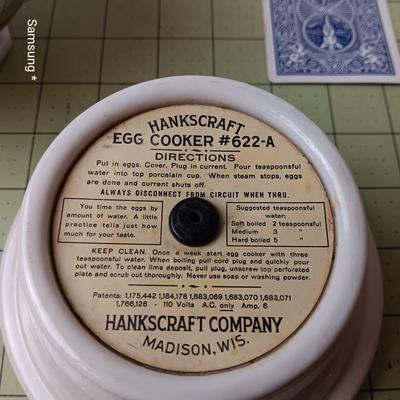 Samsung *
HANKSCRAFT
EGG COOKER #622-A
DIRECTIONS
Put in eggs. Cover. Plug in current. Pour teaspoonsful
water into top porcelain cup. When steam stops, eggs
are done and current shuts off.
ALWAYS DISCONNECT FROM CIRCUIT WHEN THRU.
You time the eggs by
amount of water. A little
practice tells just how
much for your taste.
Suggested teaspoonsful
water:
Soft boiled 2 "
Medium 3 "
Hard boiled 5 "
KEEP CLEAN. Once a week start egg cooker with three
teaspoonsful water. When boiling pull cord plug and quickly pour
out water. To clean lime deposit, pull plug, unscrew top perforated
plate and scrub out thoroughly. Never use soap or washing powder.
Patents: 1,175,442 1,184,178 1,683,069 1,683,070 1,683,071
1,766,126 - 110 Volts A.C. only Amp. 6
HANKSCRAFT COMPANY
MADISON, WIS.